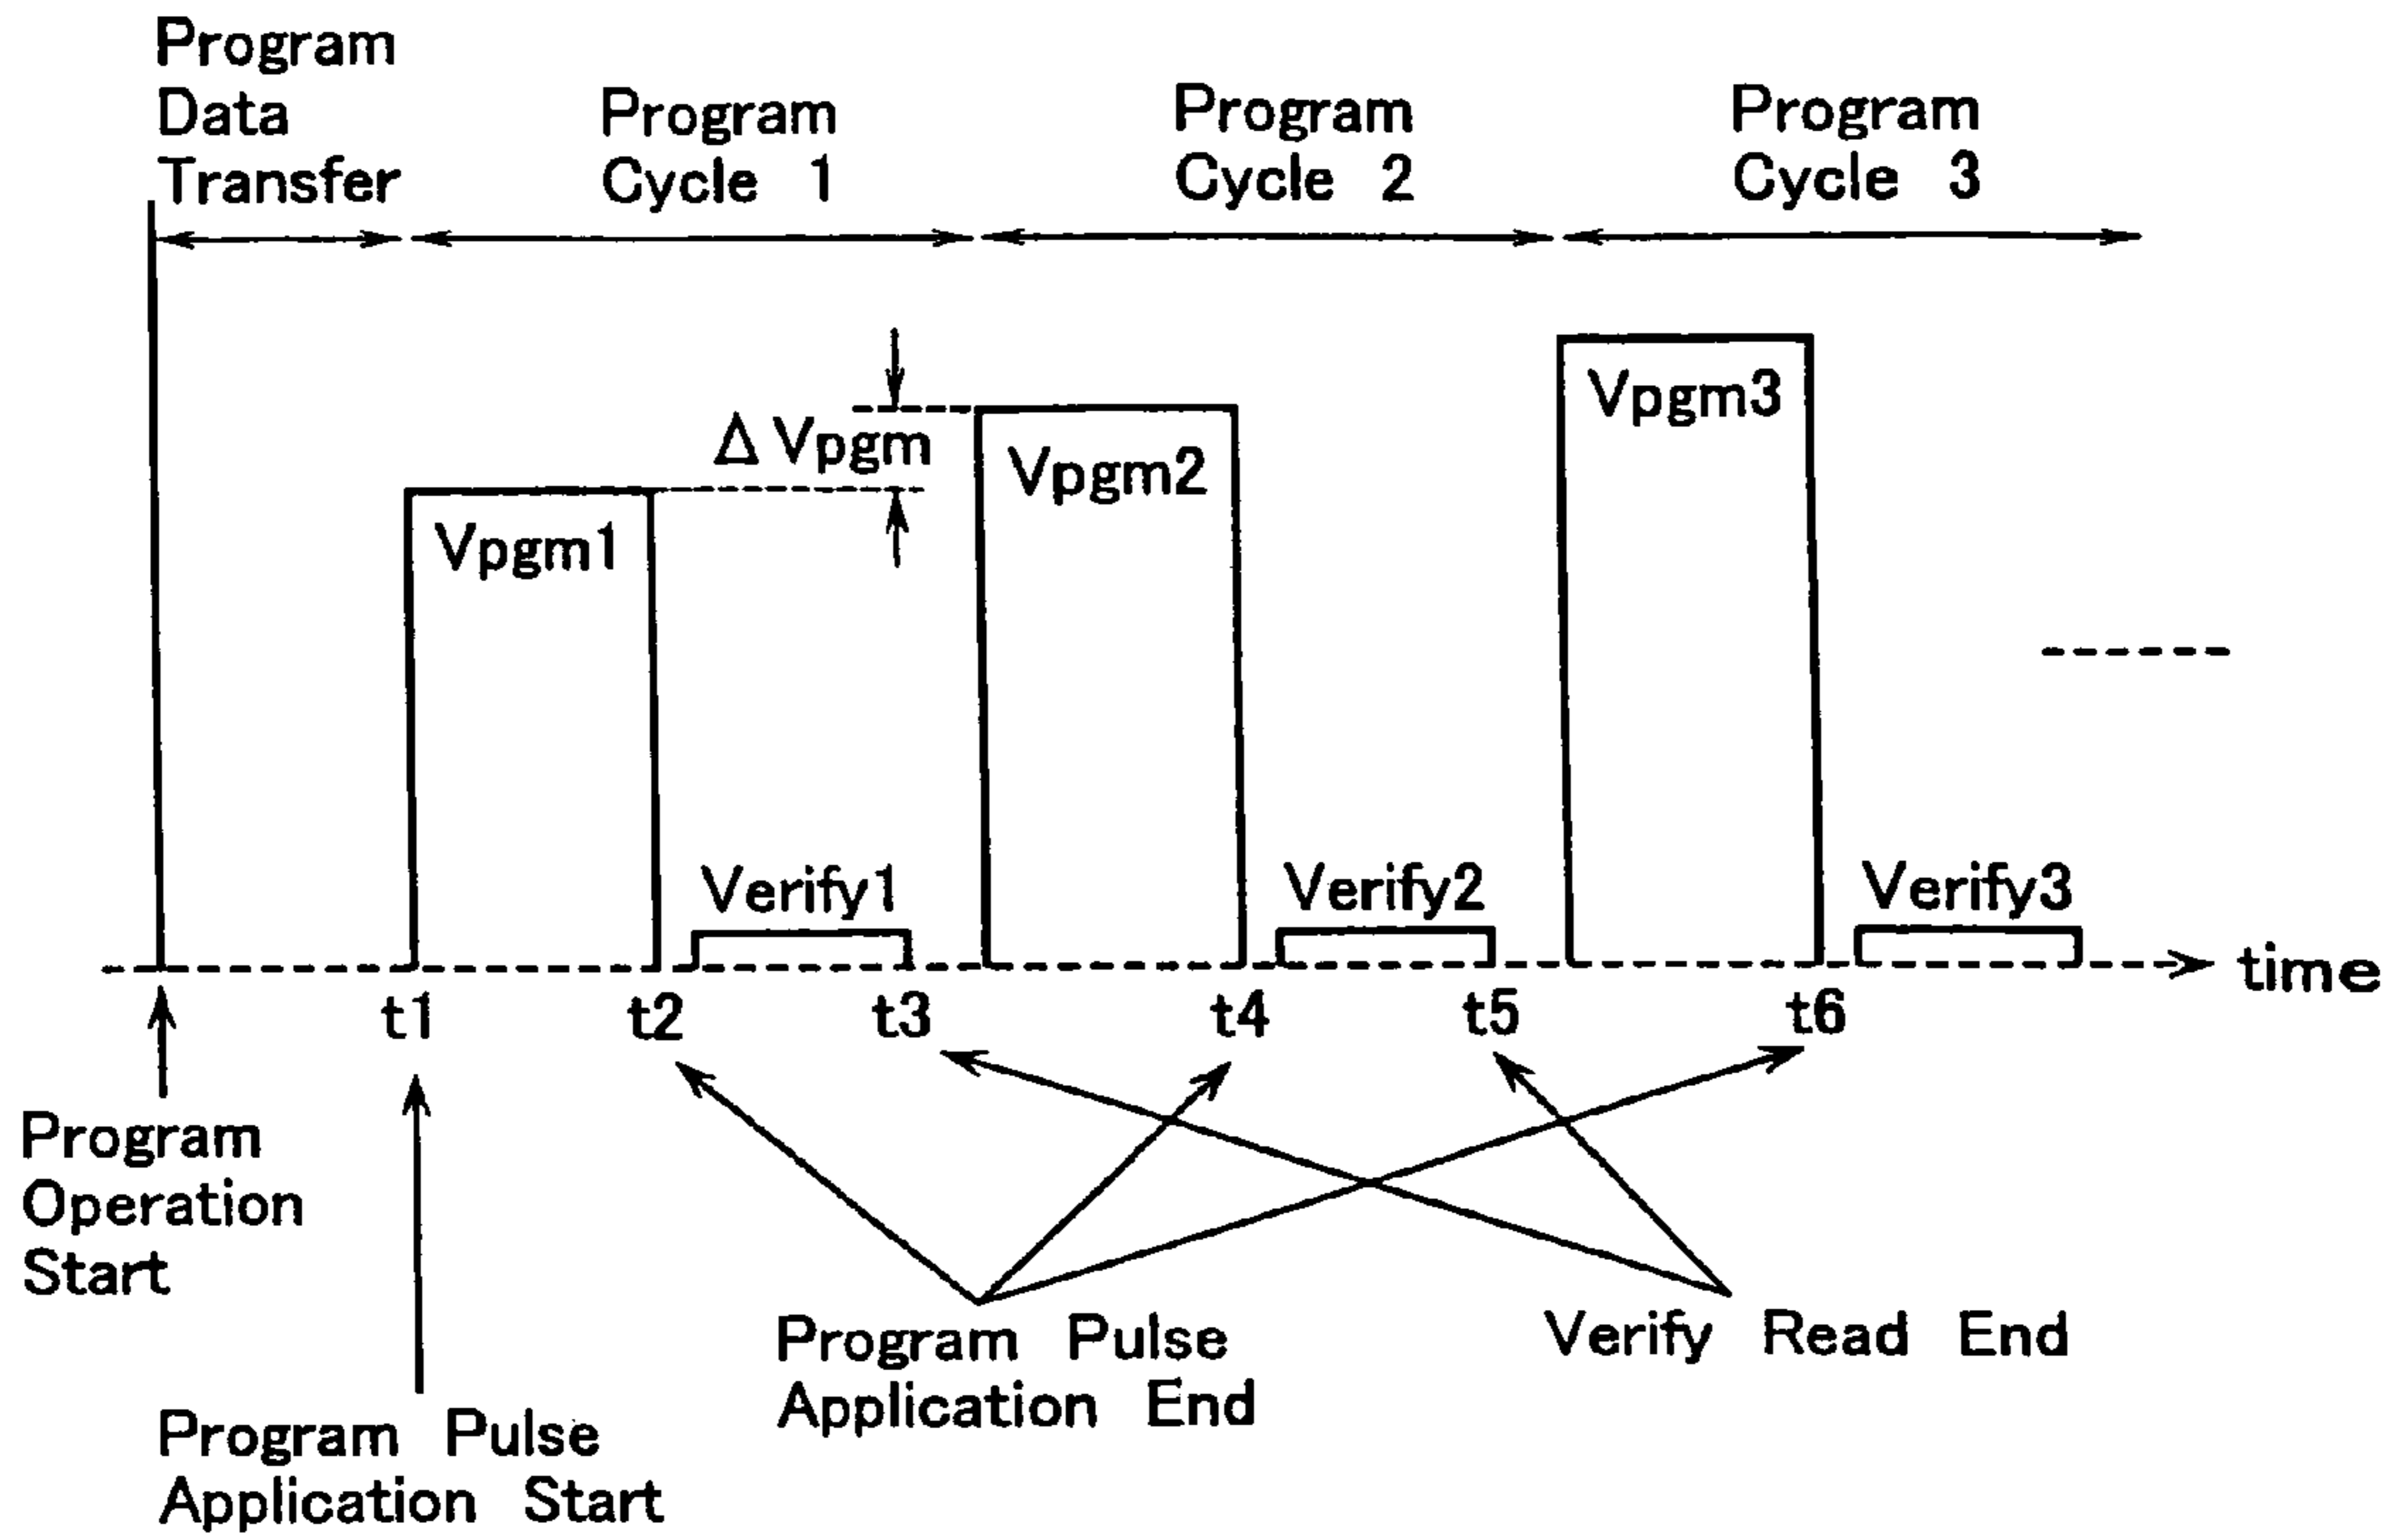 Program
Data
Transfer
Program
Cycle 1
Program
Cycle 2
Program
Cycle 3
Δ Vpgm
Vpgm1
Vpgm2
Vpgm3
Verify1
Verify2
Verify3
time
t1
t2
t3
t4
t5
t6
Program
Operation
Start
Program Pulse
Application Start
Program Pulse
Application End
Verify Read End